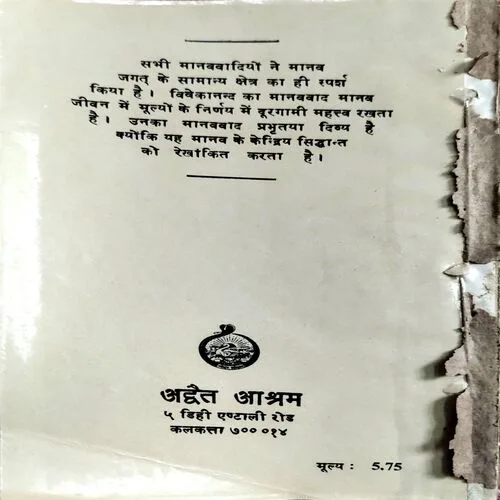 सभी मानववादियों ने मानव
जगत् के सामान्य क्षेत्र का ही स्पर्श
किया है। विवेकानन्द का मानववाद मानव
जीवन में मूल्यों के निर्णय में दूरगामी महत्त्व रखता
है। उनका मानववाद प्रभृतया दिव्य है
क्योंकि यह मानव के केन्द्रिय सिद्धान्त
को रेखांकित करता है।
अद्वैत आश्रम
५ डिही एण्टाली रोड
कलकत्ता ७०० ०१४
मूल्य : 5.75